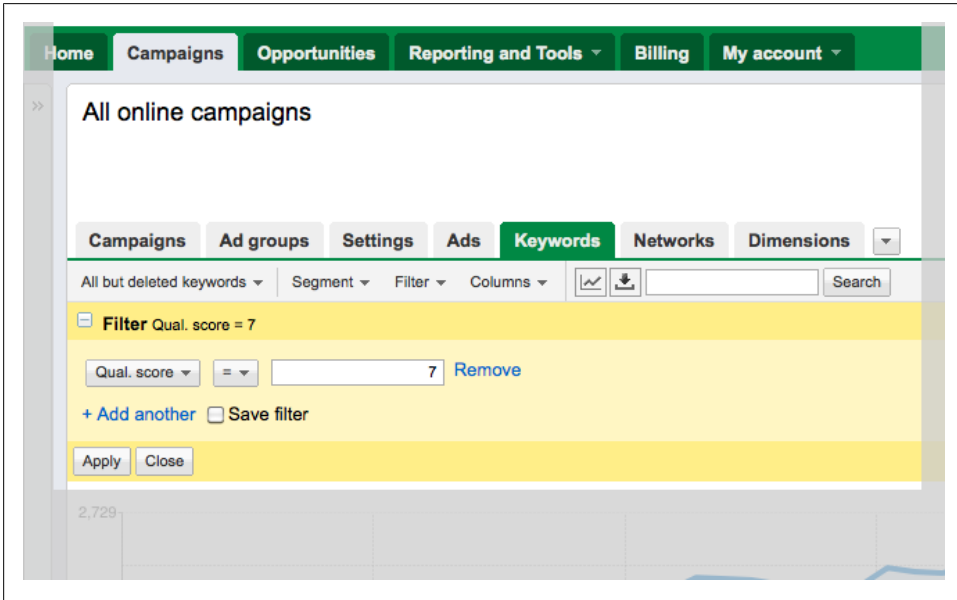 Home Campaigns Opportunities Reporting and Tools Billing My account
»
All online campaigns
Campaigns Ad groups Settings Ads Keywords Networks Dimensions
All but deleted keywords Segment Filter Columns Search
Filter Qual. score = 7
Qual. score = 7 Remove
+ Add another Save filter
Apply Close
2,729